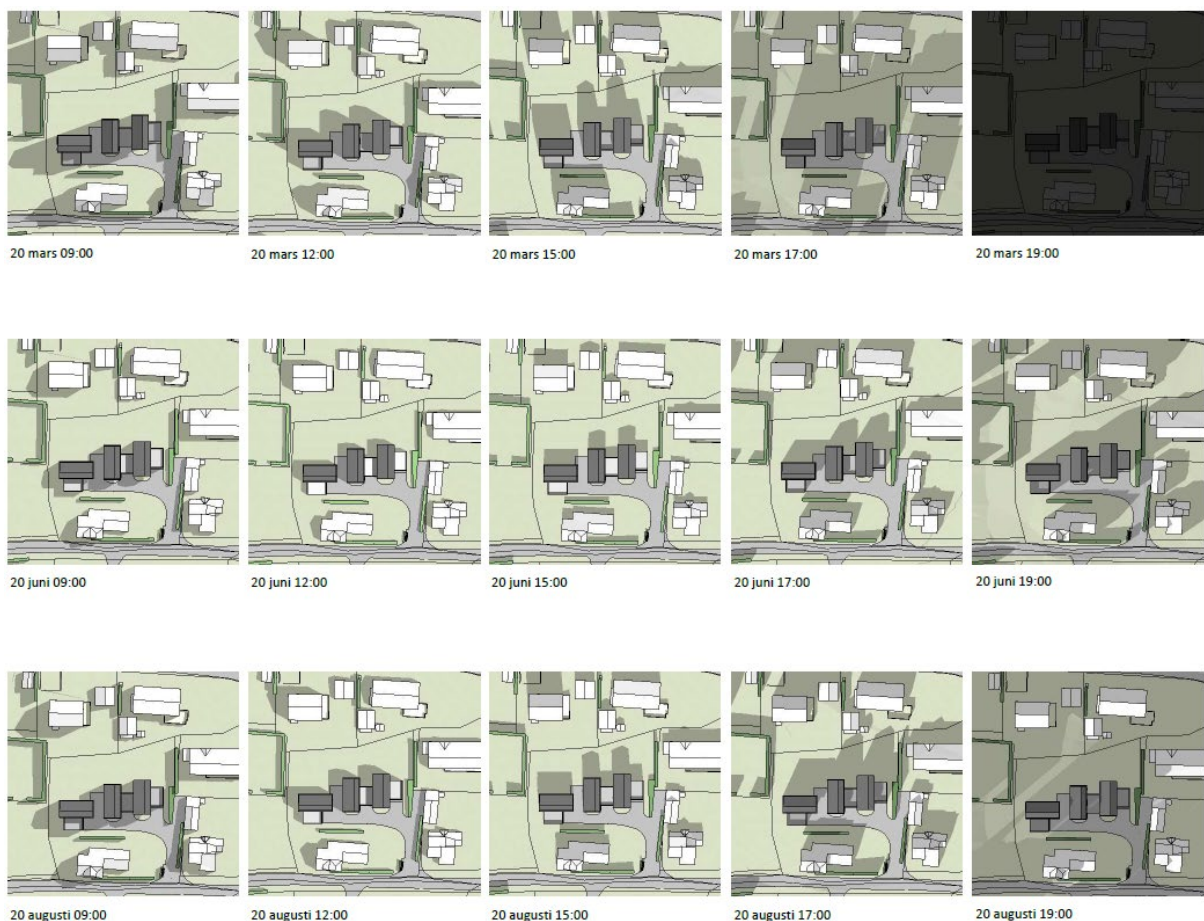 20 mars 09:00
20 mars 12:00
20 mars 15:00
20 mars 17:00
20 mars 19:00
20 juni 09:00
20 juni 12:00
20 juni 15:00
20 juni 17:00
20 juni 19:00
20 augusti 09:00
20 augusti 12:00
20 augusti 15:00
20 augusti 17:00
20 augusti 19:00